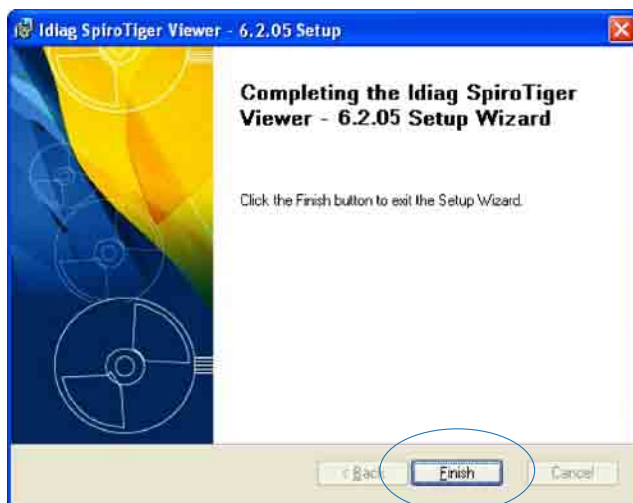 Idiag SpiroTiger Viewer - 6.2.05 Setup
Completing the Idiag SpiroTiger
Viewer - 6.2.05 Setup Wizard
Click the Finish button to exit the Setup Wizard.
< Back Finish Cancel